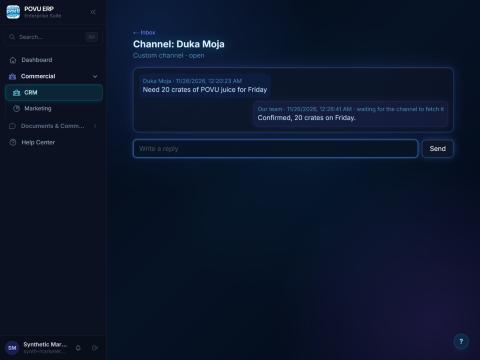 POVU ERP
Enterprise Suite
Search...
Dashboard
Commercial
CRM
Marketing
Documents & Comm...
Help Center
← Inbox
Channel: Duka Moja
Custom channel · open
Duka Moja · 11/26/2026, 12:20:23 AM
Need 20 crates of POVU juice for Friday
Our team · 11/26/2026, 12:26:41 AM · waiting for the channel to fetch it
Confirmed, 20 crates on Friday.
Write a reply
Send
SM
Synthetic Mar...
synth-marketer...
?